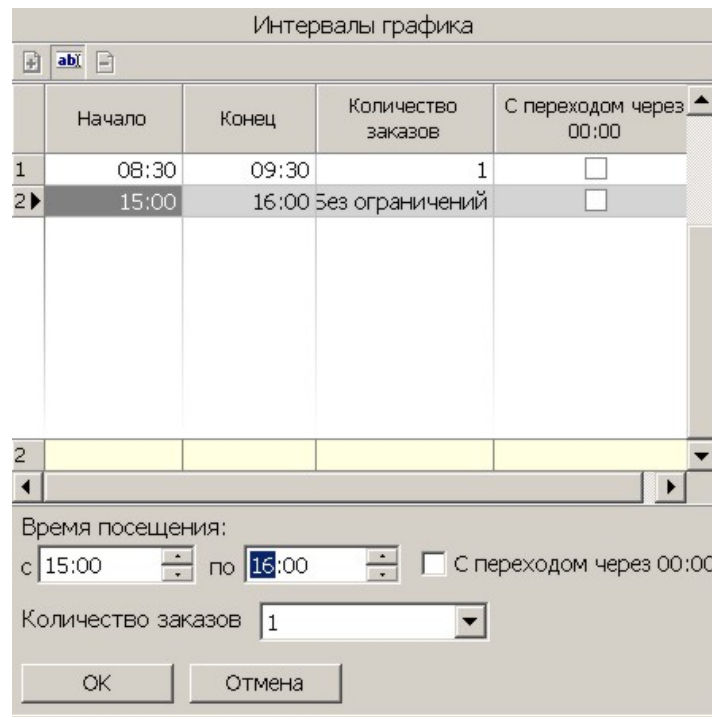 Интервалы графика
abI
Начало Конец Количество заказов С переходом через 00:00
1 08:30 09:30 1
2 15:00 16:00 Без ограничений
2
Время посещения:
с 15:00 по 16:00 С переходом через 00:00
Количество заказов 1
ОК Отмена